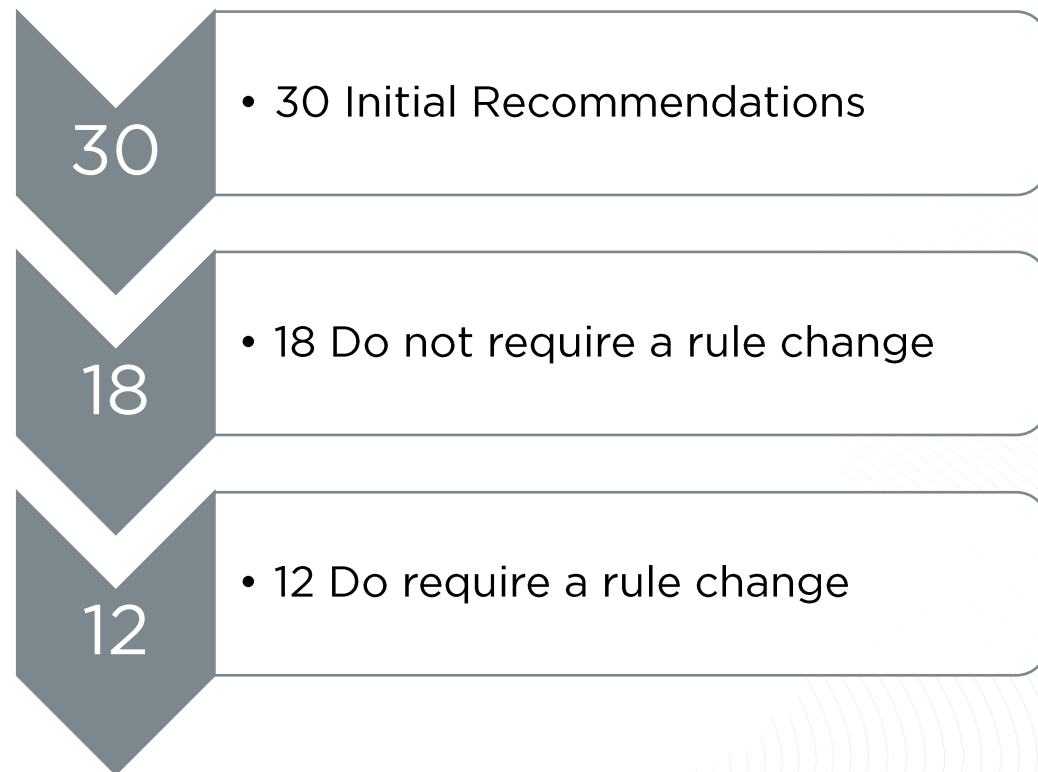 30
• 30 Initial Recommendations
18
• 18 Do not require a rule change
12
• 12 Do require a rule change